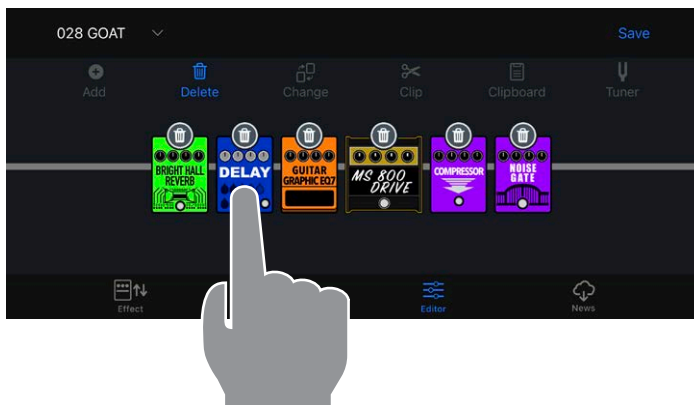 028 GOAT
Save
Add
Delete
Change
Clip
Clipboard
Tuner
BRIGHT HALL
REVERB
DELAY
GUITAR
GRAPHIC EQ7
MS 800
DRIVE
COMPRESSOR
NOISE
GATE
Effect
Editor
News